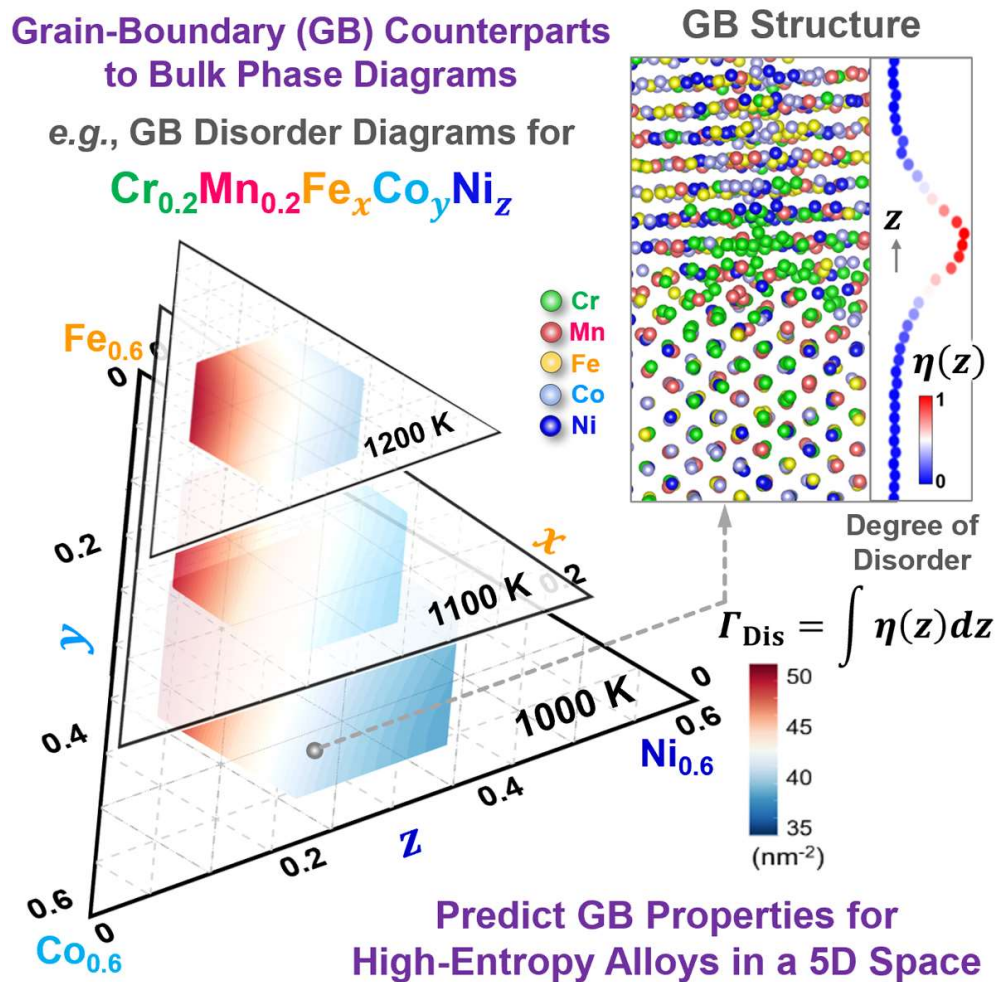 Grain-Boundary (GB) Counterparts
to Bulk Phase Diagrams
e.g., GB Disorder Diagrams for
Cr0.2Mn0.2FexCoyNiz
GB Structure
z
Cr
Mn
Fe
Co
Ni
η(z)
1
0
Degree of
Disorder
ΓDis = ∫ η(z)dz
50
45
40
35
(nm-2)
Fe0.6
0
0
1200 K
0.2
x
0.2
1100 K
y
0.4
1000 K
0
0.6
Ni0.6
0.4
z
0.2
0.6
0
Co0.6
Predict GB Properties for
High-Entropy Alloys in a 5D Space